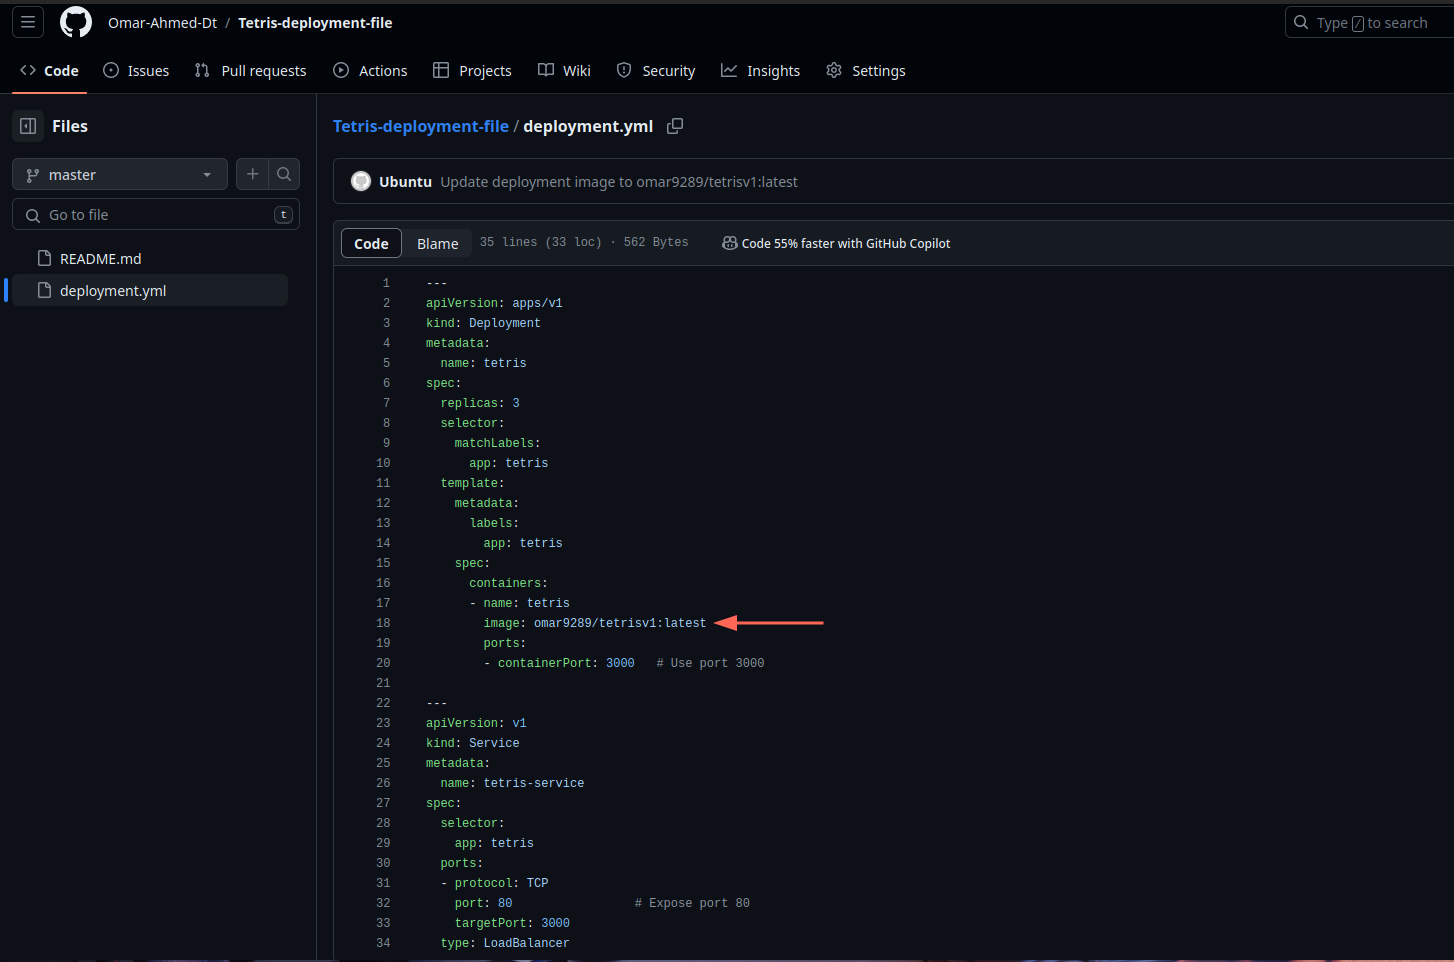 Omar-Ahmed-Dt / Tetris-deployment-file
Type / to search
Code Issues Pull requests Actions Projects Wiki Security Insights Settings
Files
master
Go to file t
README.md
deployment.yml
Tetris-deployment-file / deployment.yml
Ubuntu Update deployment image to omar9289/tetrisv1:latest
Code Blame 35 lines (33 loc) · 562 Bytes Code 55% faster with GitHub Copilot
1 ---
2 apiVersion: apps/v1
3 kind: Deployment
4 metadata:
5   name: tetris
6 spec:
7   replicas: 3
8   selector:
9     matchLabels:
10       app: tetris
11   template:
12     metadata:
13       labels:
14         app: tetris
15     spec:
16       containers:
17       - name: tetris
18         image: omar9289/tetrisv1:latest
19         ports:
20         - containerPort: 3000   # Use port 3000
21
22 ---
23 apiVersion: v1
24 kind: Service
25 metadata:
26   name: tetris-service
27 spec:
28   selector:
29     app: tetris
30   ports:
31   - protocol: TCP
32     port: 80                 # Expose port 80
33     targetPort: 3000
34   type: LoadBalancer